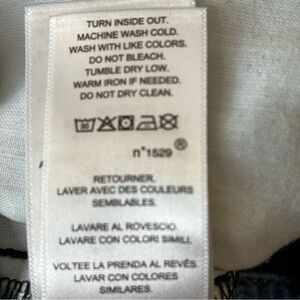 TURN INSIDE OUT.
MACHINE WASH COLD.
WASH WITH LIKE COLORS.
DO NOT BLEACH.
TUMBLE DRY LOW.
WARM IRON IF NEEDED.
DO NOT DRY CLEAN.
n°1529 ®
RETOURNER.
LAVER AVEC DES COULEURS
SEMBLABLES.
LAVARE AL ROVESCIO.
LAVARE CON COLORI SIMILI.
VOLTEE LA PRENDA AL REVÉS.
LAVAR CON COLORES
SIMILARES.